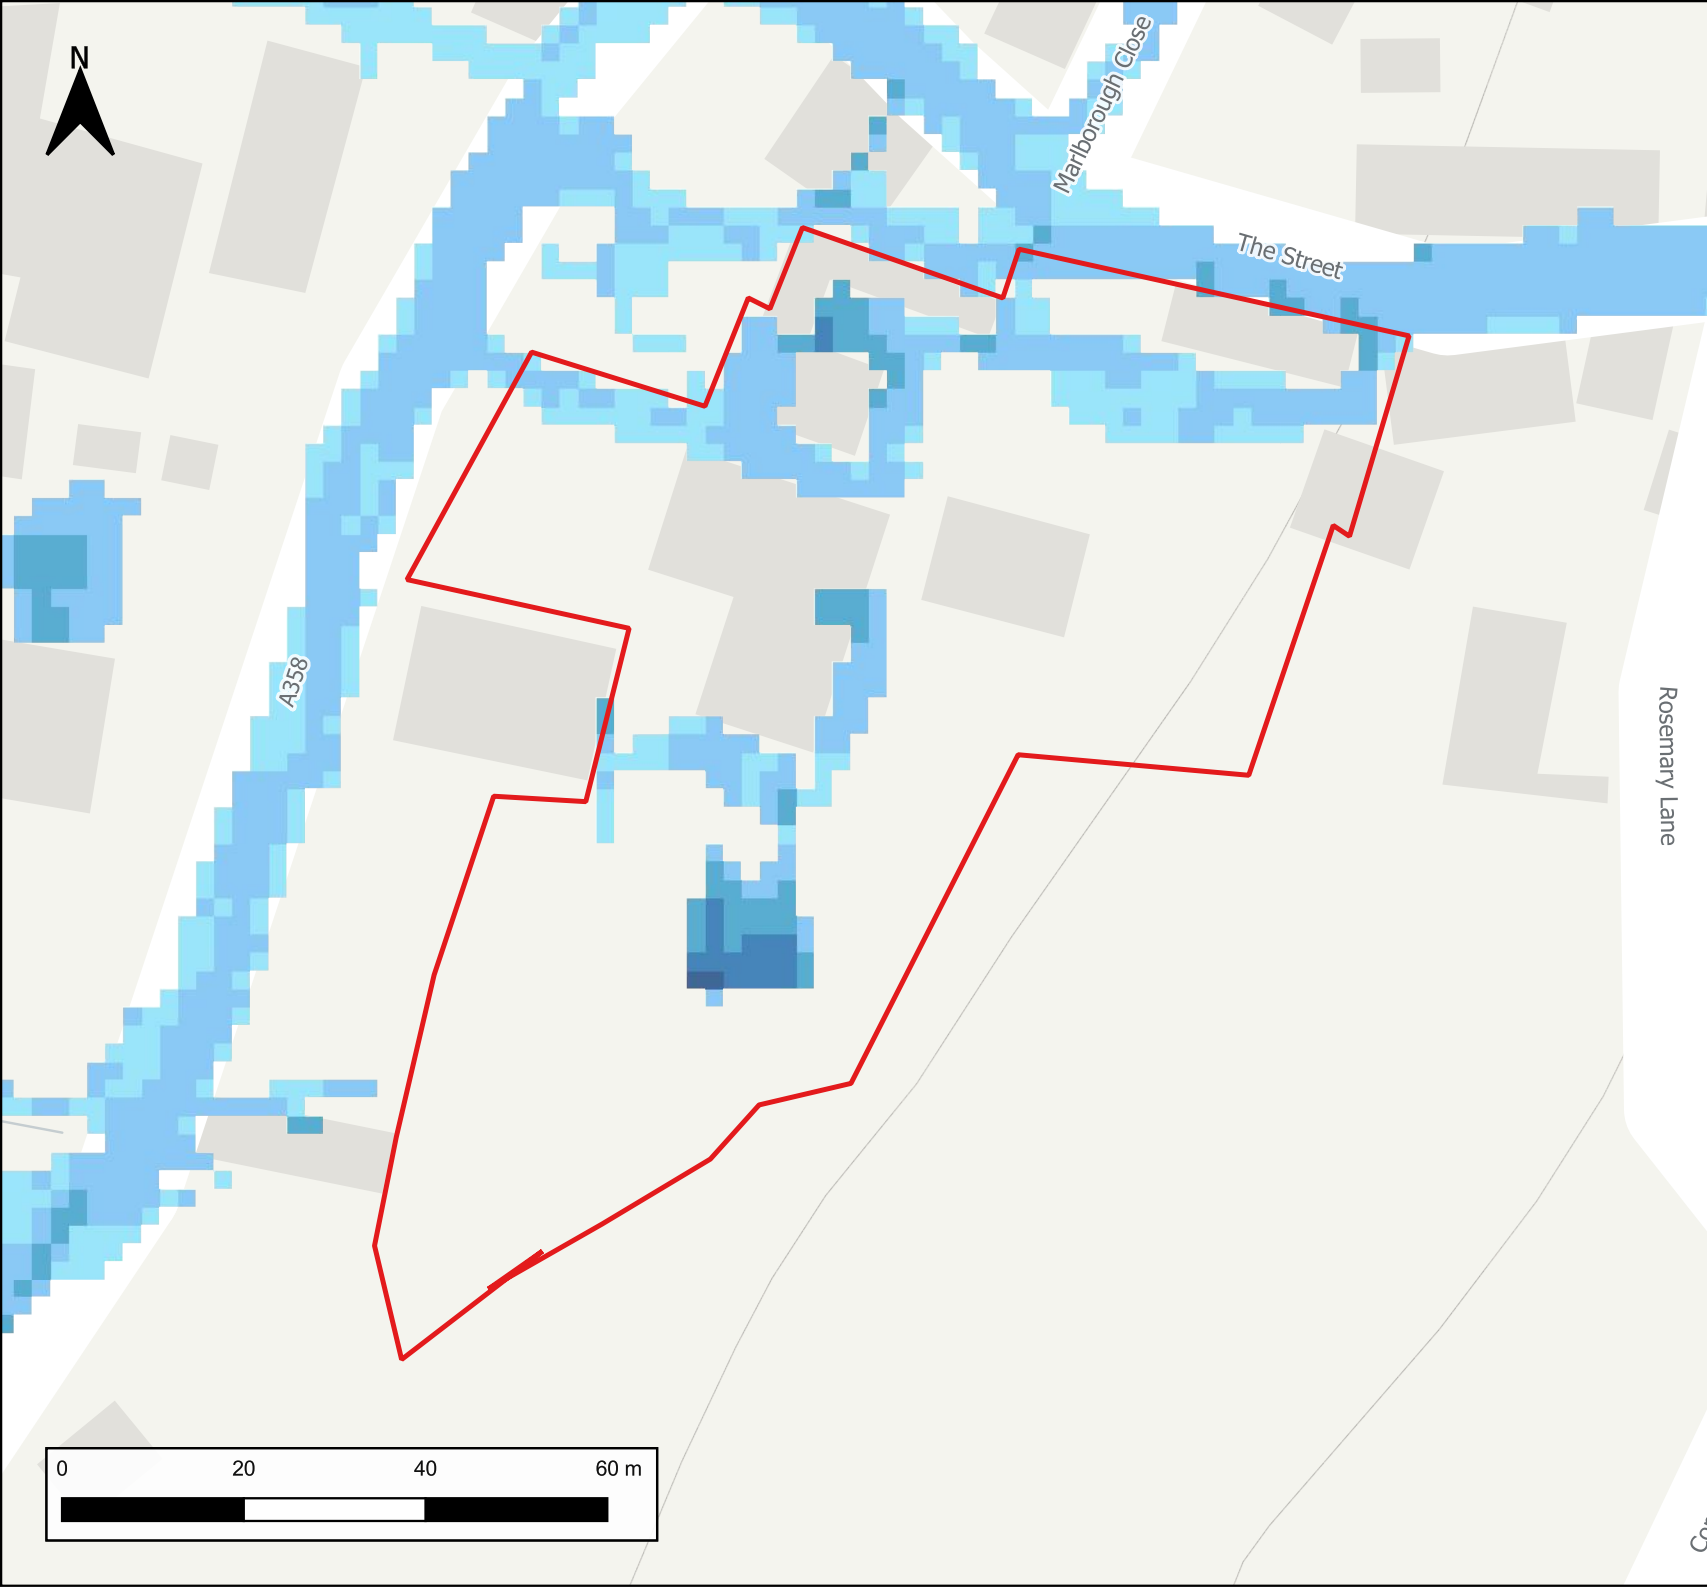 N
Marlborough Close
The Street
A358
Rosemary Lane
0 20 40 60 m